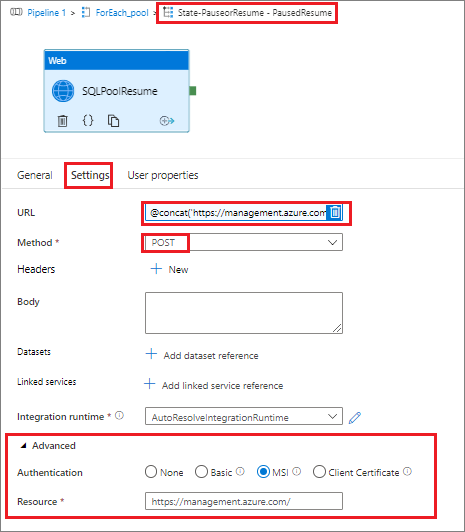 Pipeline 1 > ForEach_pool > State-PauseorResume - PausedResume
Web
SQLPoolResume
{}
General Settings User properties
URL @concat('https://management.azure.com
Method * POST
Headers + New
Body
Datasets + Add dataset reference
Linked services + Add linked service reference
Integration runtime * AutoResolveIntegrationRuntime
Advanced
Authentication None Basic MSI Client Certificate
Resource * https://management.azure.com/